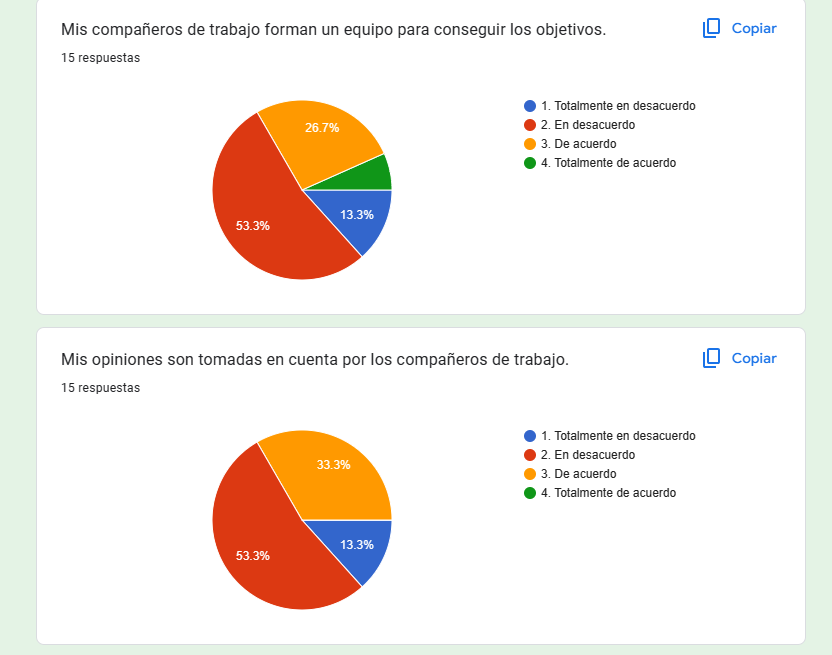 Mis compañeros de trabajo forman un equipo para conseguir los objetivos.
Copiar
15 respuestas
26.7%
53.3%
13.3%
1. Totalmente en desacuerdo
2. En desacuerdo
3. De acuerdo
4. Totalmente de acuerdo
Mis opiniones son tomadas en cuenta por los compañeros de trabajo.
Copiar
15 respuestas
33.3%
53.3%
13.3%
1. Totalmente en desacuerdo
2. En desacuerdo
3. De acuerdo
4. Totalmente de acuerdo